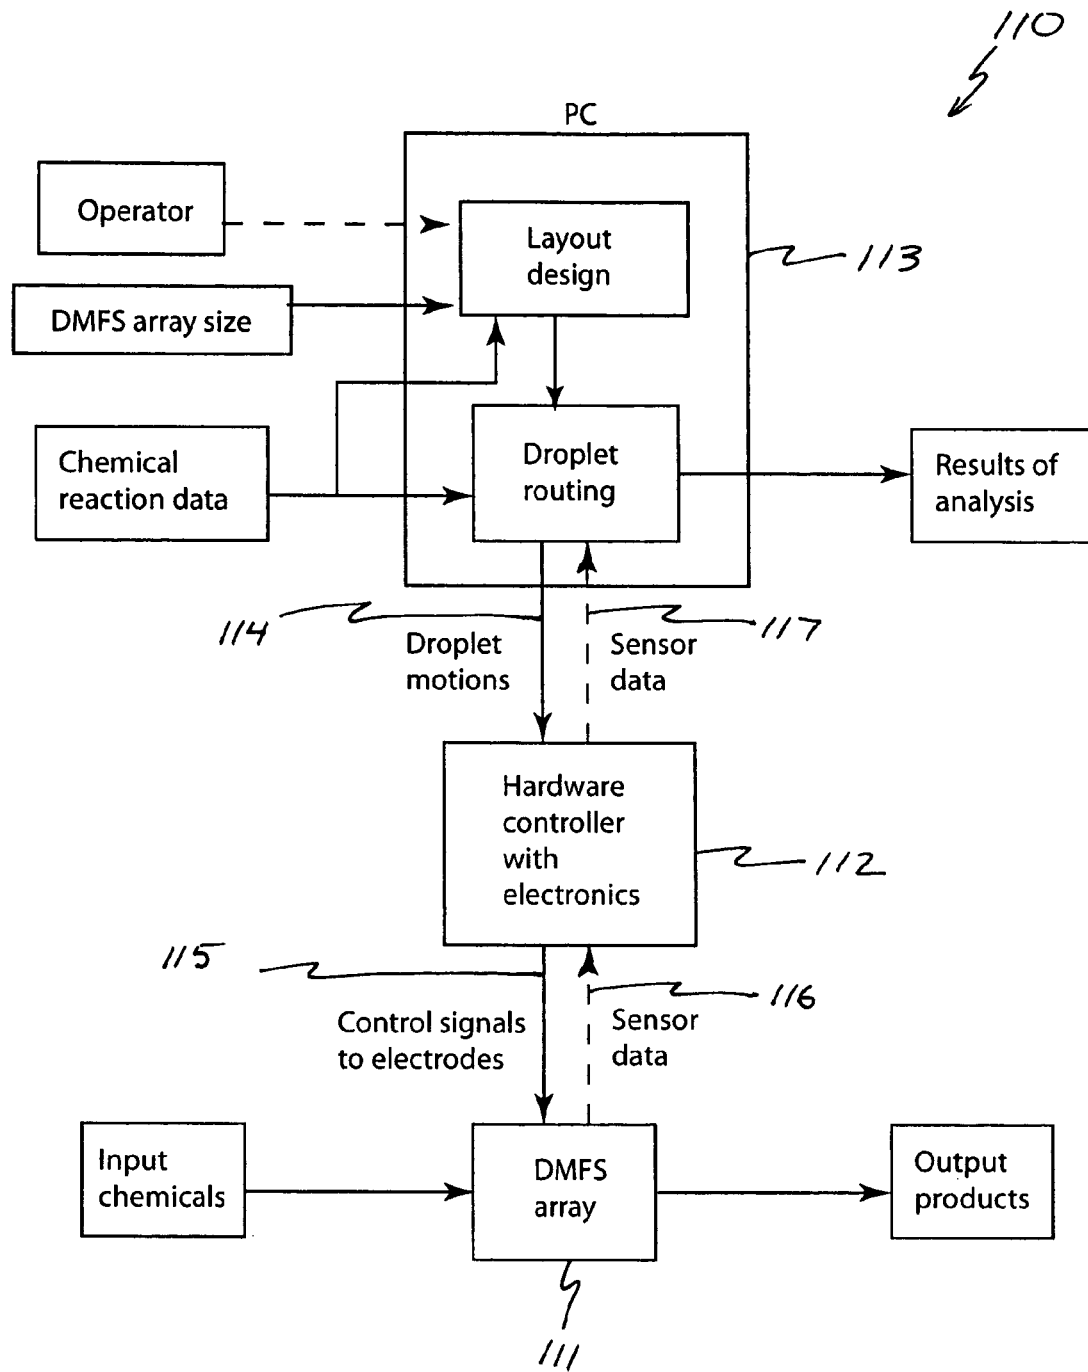 110
PC
Operator
Layout
design
113
DMFS array size
Chemical
reaction data
Droplet
routing
Results of
analysis
114
Droplet
motions
Sensor
data
117
Hardware
controller
with
electronics
112
115
Control signals
to electrodes
Sensor
data
116
Input
chemicals
DMFS
array
Output
products
111